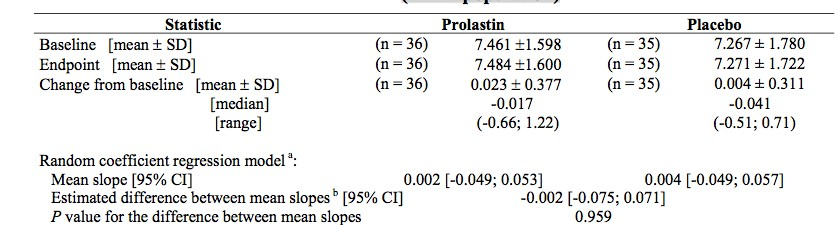 Statistic Prolastin Placebo
Baseline [mean ± SD] (n = 36) 7.461 ±1.598 (n = 35) 7.267 ± 1.780
Endpoint [mean ± SD] (n = 36) 7.484 ±1.600 (n = 35) 7.271 ± 1.722
Change from baseline [mean ± SD] (n = 36) 0.023 ± 0.377 (n = 35) 0.004 ± 0.311
[median] -0.017 -0.041
[range] (-0.66; 1.22) (-0.51; 0.71)
Random coefficient regression model a:
Mean slope [95% CI] 0.002 [-0.049; 0.053] 0.004 [-0.049; 0.057]
Estimated difference between mean slopes b [95% CI] -0.002 [-0.075; 0.071]
P value for the difference between mean slopes 0.959